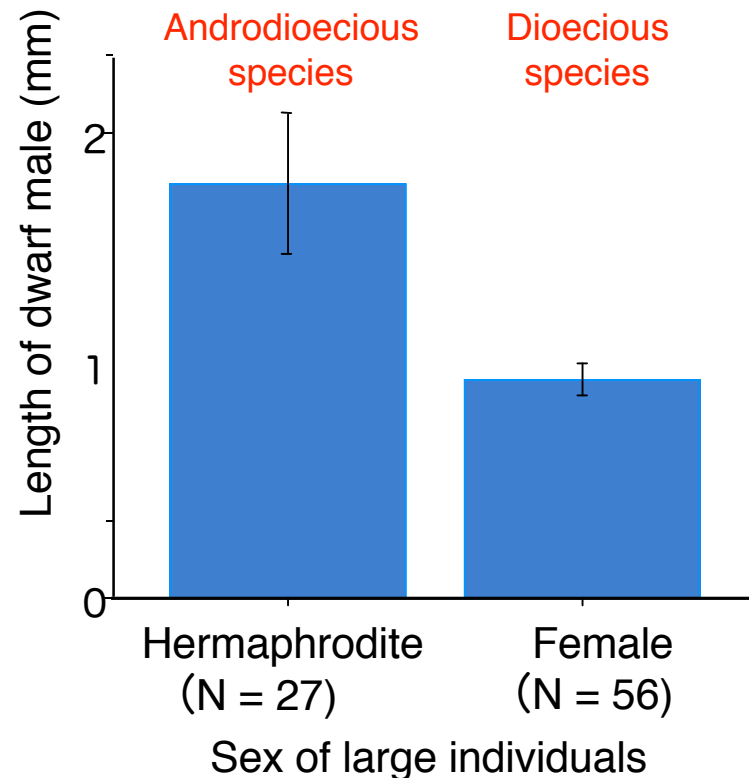 Androdioecious
species
Dioecious
species
Length of dwarf male (mm)
2
1
0
Hermaphrodite
(N = 27)
Female
(N = 56)
Sex of large individuals